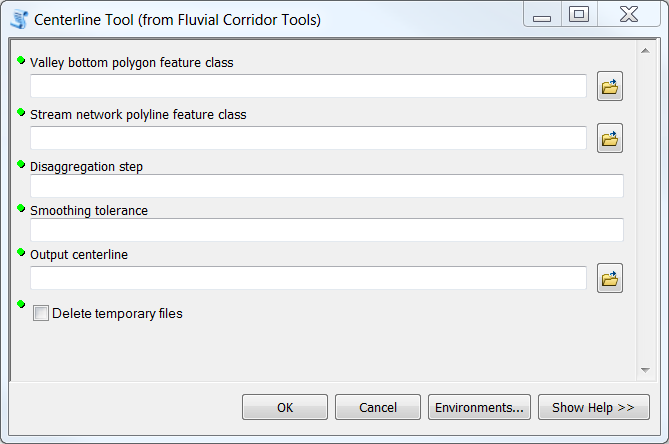 Centerline Tool (from Fluvial Corridor Tools)
Valley bottom polygon feature class
Stream network polyline feature class
Disaggregation step
Smoothing tolerance
Output centerline
Delete temporary files
OK
Cancel
Environments...
Show Help >>